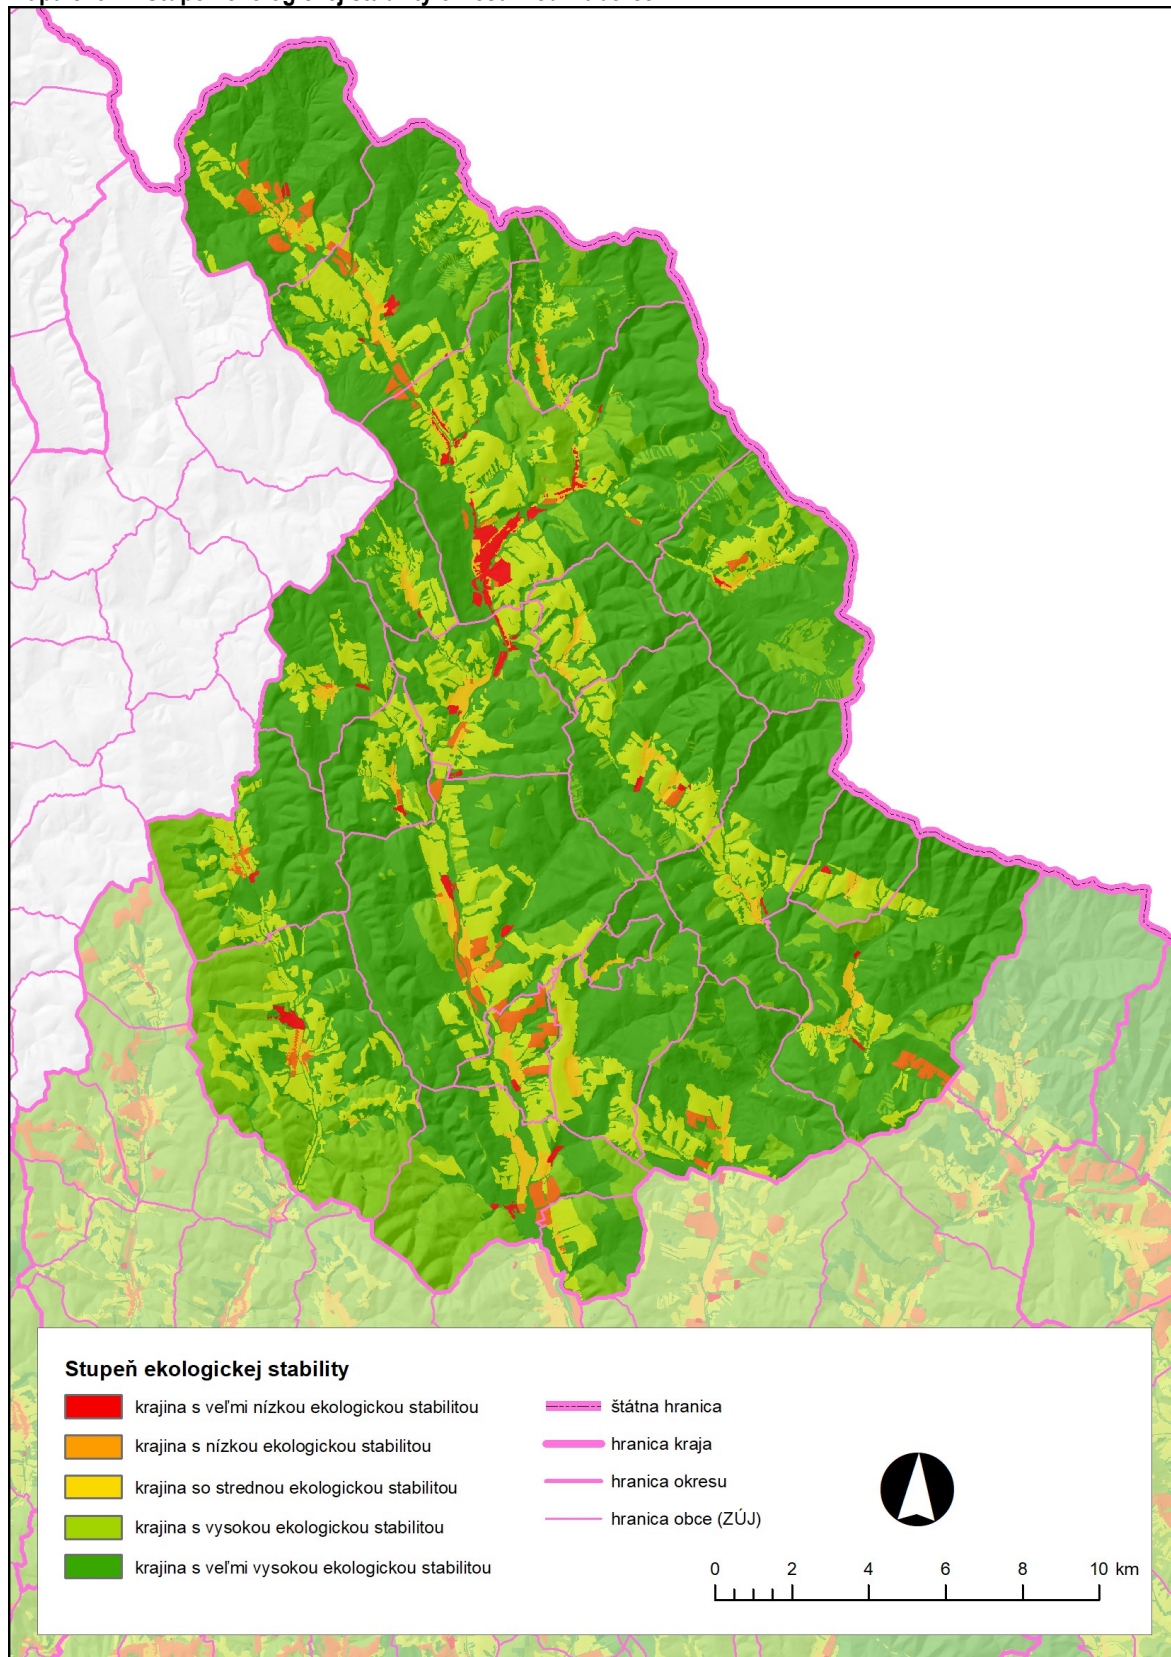 Stupeň ekologickej stability
krajina s veľmi nízkou ekologickou stabilitou
krajina s nízkou ekologickou stabilitou
krajina so strednou ekologickou stabilitou
krajina s vysokou ekologickou stabilitou
krajina s veľmi vysokou ekologickou stabilitou
štátna hranica
hranica kraja
hranica okresu
hranica obce (ZÚJ)
0 2 4 6 8 10 km